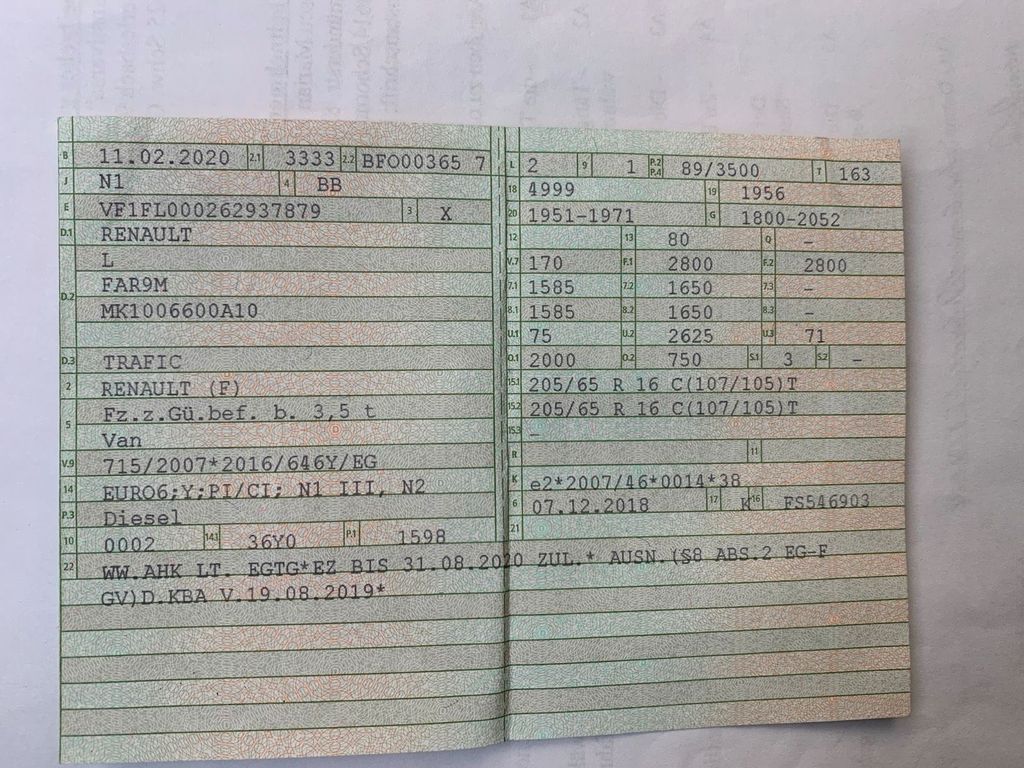 B 11.02.2020 2.1 3333 2.2 BFO00365 7
J N1 4 BB
E VF1FL000262937879 3 X
D.1 RENAULT
L
D.2 FAR9M
MK1006600A10
D.3 TRAFIC
2 RENAULT (F)
5 Fz.z.Gü.bef. b. 3,5 t
Van
V.9 715/2007*2016/646Y/EG
14 EURO6;Y;PI/CI; N1 III, N2
P.3 Diesel
10 0002 14.1 36Y0 P.1 1598
L 2 9 1 P.2 P.4 89/3500 T 163
18 4999 19 1956
20 1951-1971 G 1800-2052
12 13 80 Q -
V.7 170 F.1 2800 F.2 2800
7.1 1585 7.2 1650 7.3 -
8.1 1585 8.2 1650 8.3 -
U.1 75 U.2 2625 U.3 71
O.1 2000 O.2 750 S.1 3 S.2 -
15.1 205/65 R 16 C(107/105)T
15.2 205/65 R 16 C(107/105)T
15.3 -
R 11
K e2*2007/46*0014*38
6 07.12.2018 17 K 16 FS546903
21
22 WW.AHK LT. EGTG*EZ BIS 31.08.2020 ZUL.* AUSN.(§8 ABS.2 EG-F
GV)D.KBA V.19.08.2019*